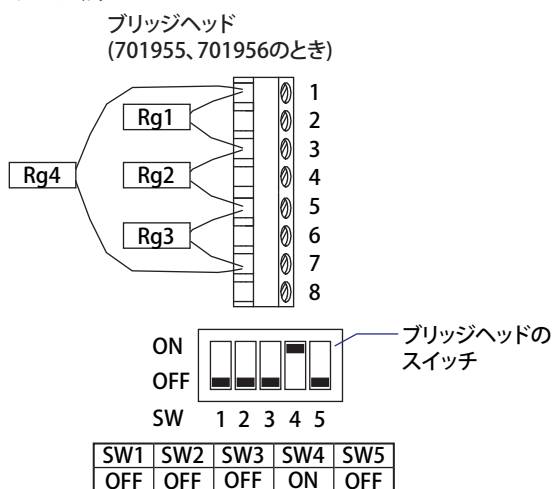 ブリッジヘッド
(701955、701956のとき)
1
Rg1
2
3
Rg4
Rg2
4
5
Rg3
6
7
8
ON
OFF
ブリッジヘッドの
スイッチ
SW 1 2 3 4 5
SW1 SW2 SW3 SW4 SW5
OFF OFF OFF ON OFF